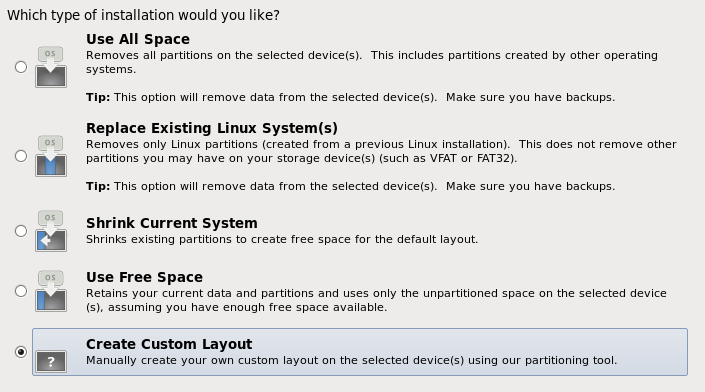 Which type of installation would you like?
OS
Use All Space
Removes all partitions on the selected device(s).  This includes partitions created by other operating
systems.
Tip: This option will remove data from the selected device(s).  Make sure you have backups.
OS
Replace Existing Linux System(s)
Removes only Linux partitions (created from a previous Linux installation).  This does not remove other
partitions you may have on your storage device(s) (such as VFAT or FAT32).
Tip: This option will remove data from the selected device(s).  Make sure you have backups.
OS
Shrink Current System
Shrinks existing partitions to create free space for the default layout.
OS
Use Free Space
Retains your current data and partitions and uses only the unpartitioned space on the selected device
(s), assuming you have enough free space available.
?
Create Custom Layout
Manually create your own custom layout on the selected device(s) using our partitioning tool.